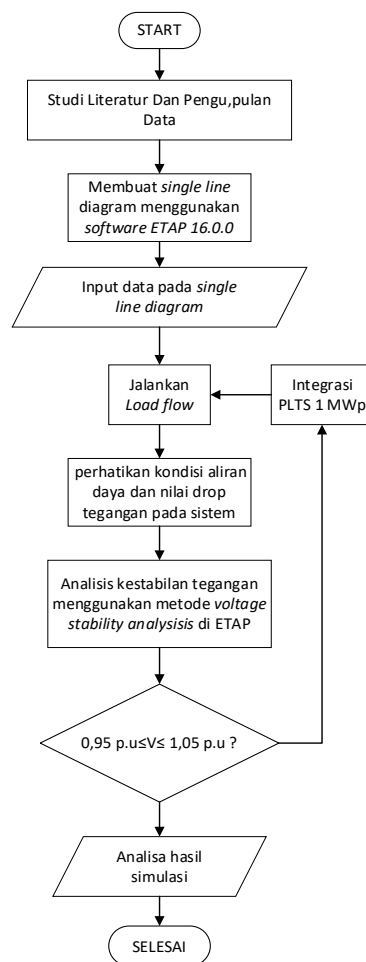 START
Studi Literatur Dan Pengu,pulan
Data
Membuat single line
diagram menggunakan
software ETAP 16.0.0
Input data pada single
line diagram
Jalankan
Load flow
Integrasi
PLTS 1 MWp
perhatikan kondisi aliran
daya dan nilai drop
tegangan pada sistem
Analisis kestabilan tegangan
menggunakan metode voltage
stability analysisis di ETAP
0,95 p.u≤V≤ 1,05 p.u ?
Analisa hasil
simulasi
SELESAI